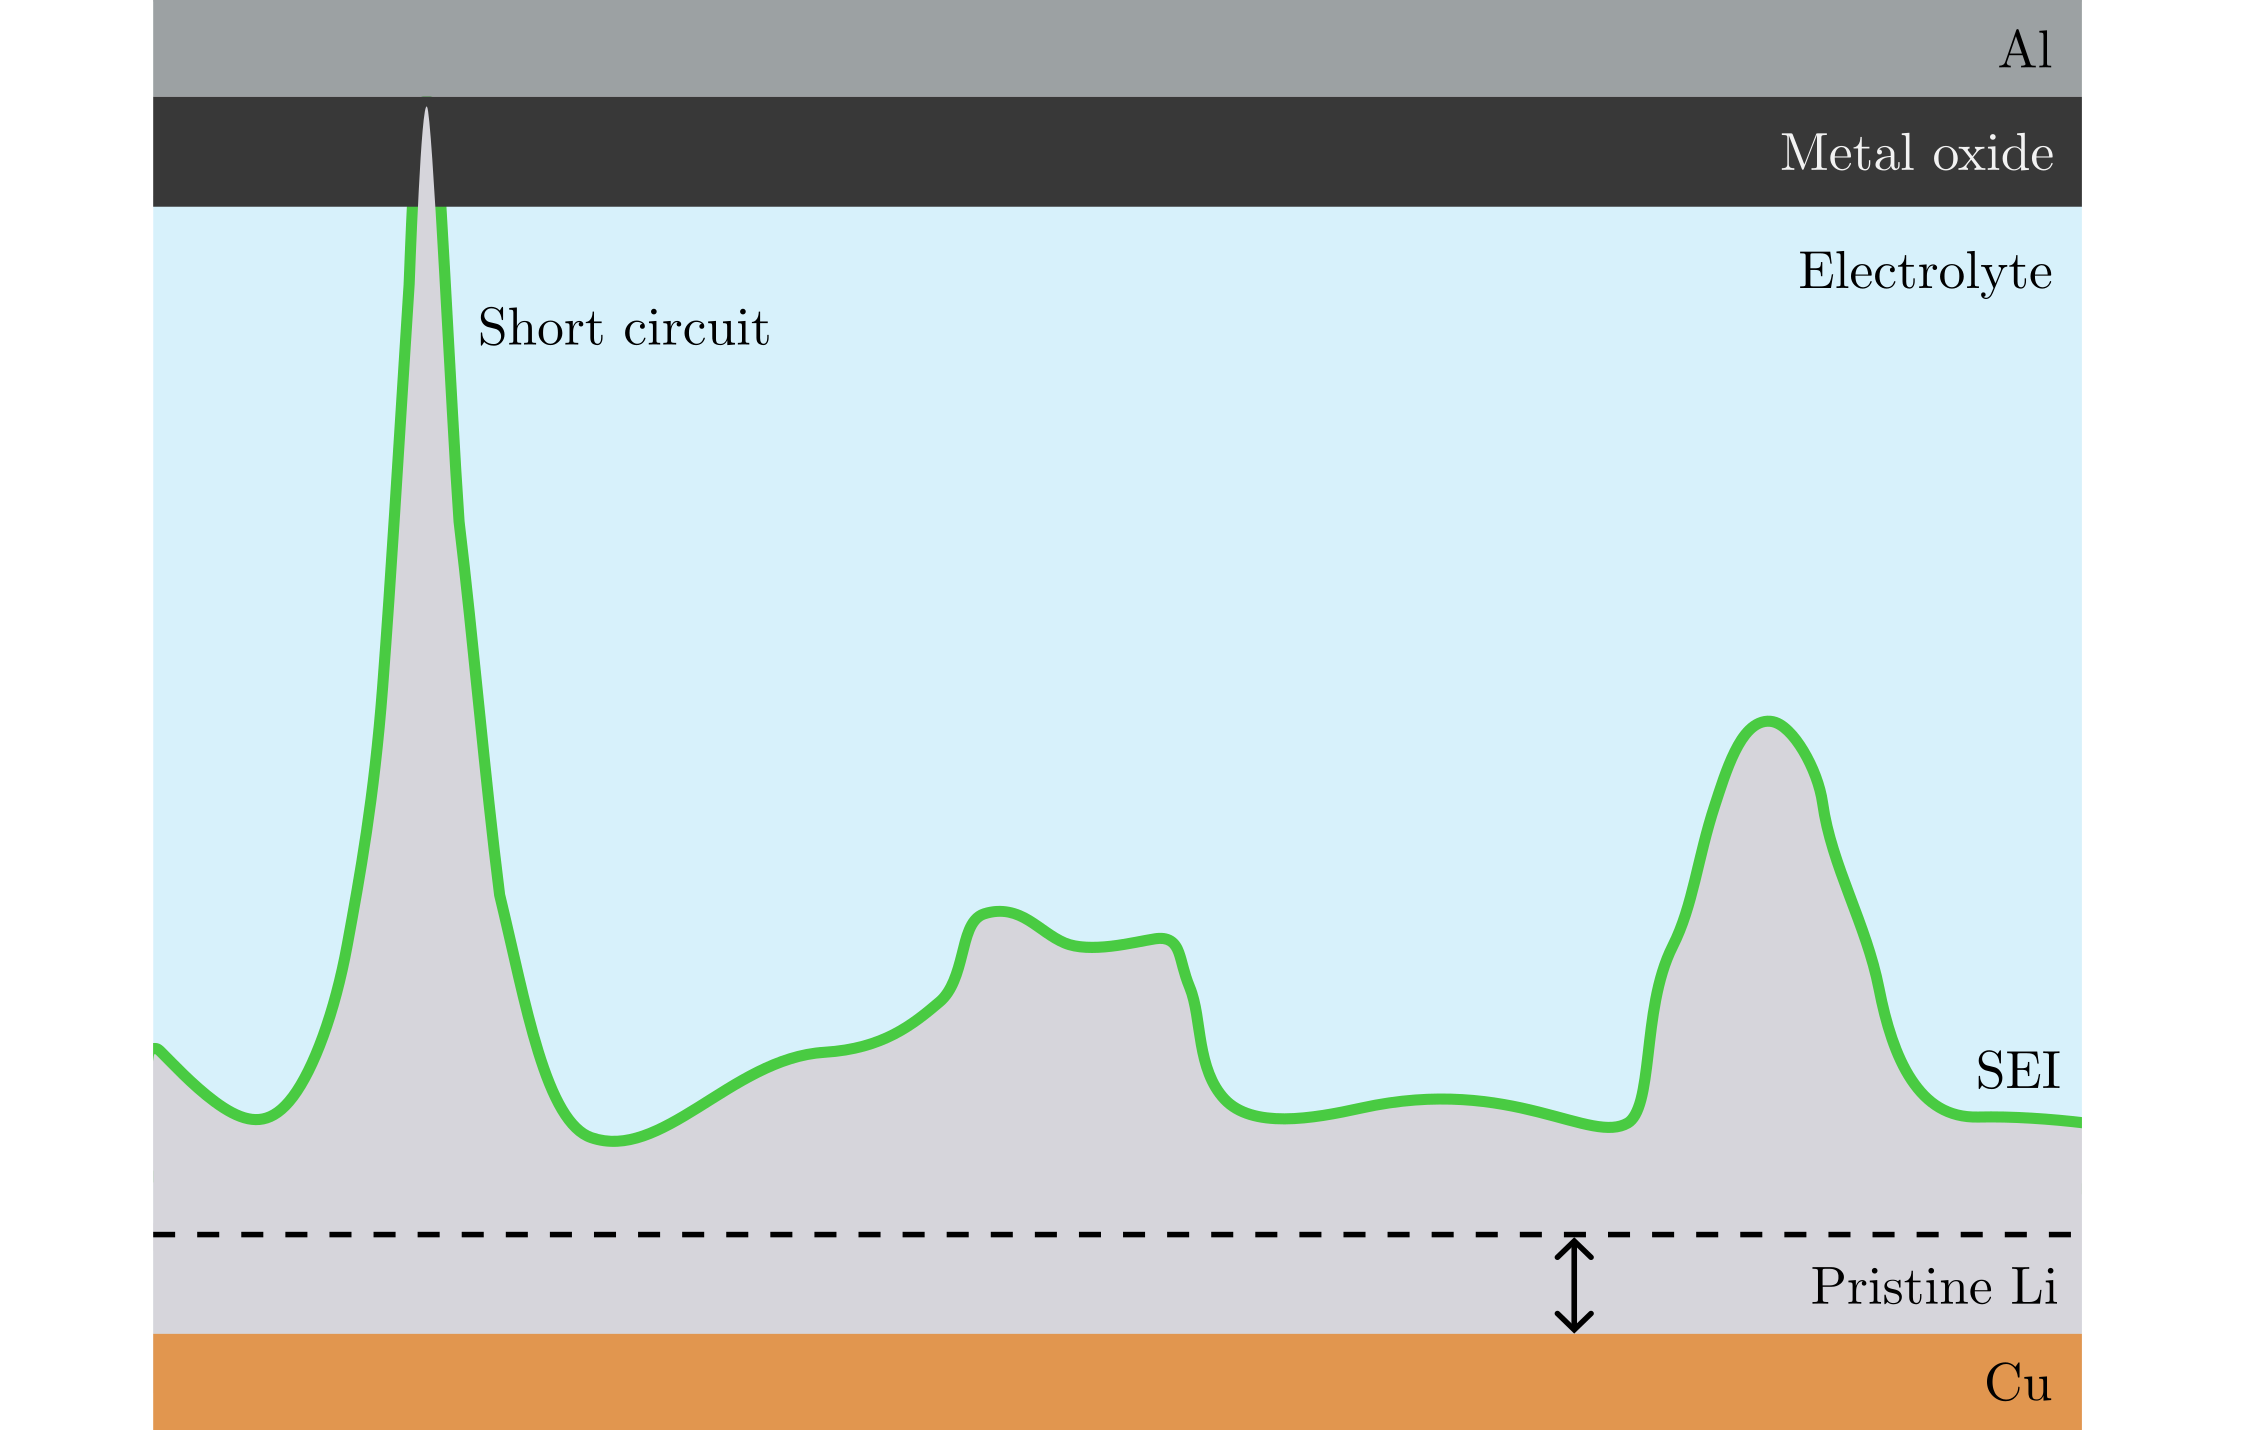 Al
Metal oxide
Electrolyte
Short circuit
SEI
Pristine Li
Cu